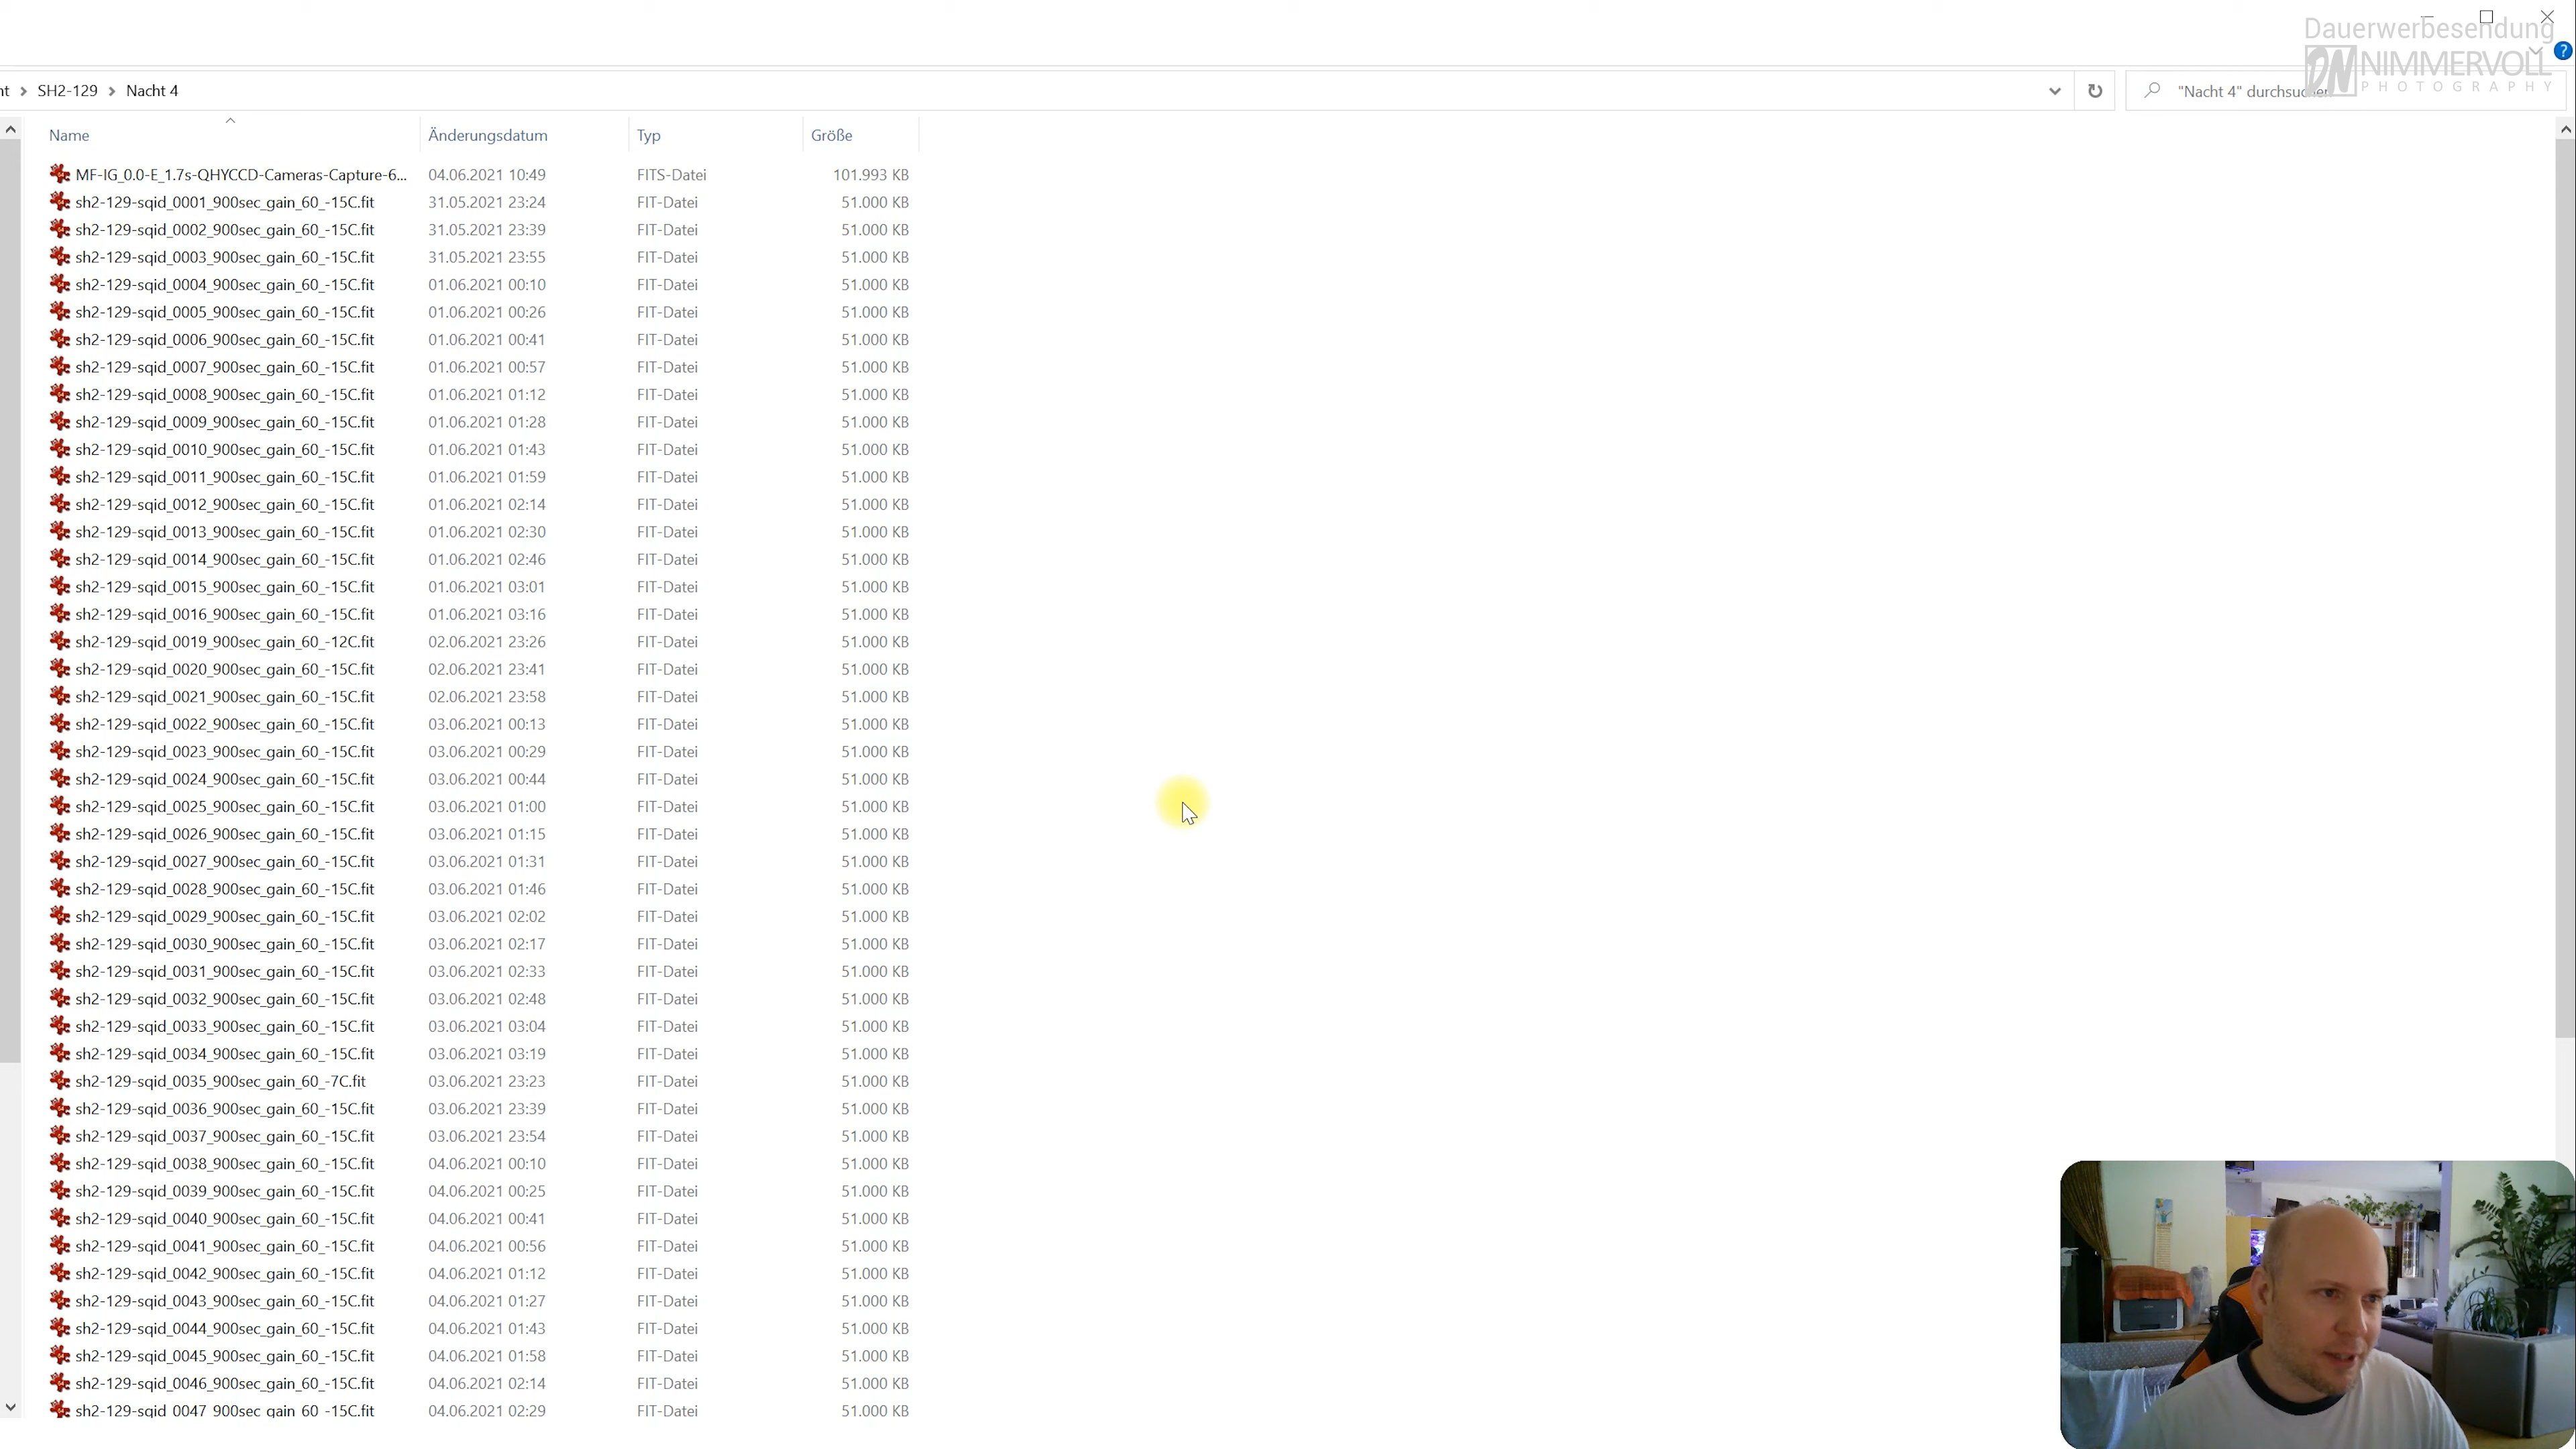 Dauerwerbesendung
NIMMERVOLL
PHOTOGRAPHY
SH2-129 > Nacht 4
Name Änderungsdatum Typ Größe
MF-IG_0.0-E_1.7s-QHYCCD-Cameras-Capture-6... 04.06.2021 10:49 FITS-Datei 101.993 KB
sh2-129-sqid_0001_900sec_gain_60_-15C.fit 31.05.2021 23:24 FIT-Datei 51.000 KB
sh2-129-sqid_0002_900sec_gain_60_-15C.fit 31.05.2021 23:39 FIT-Datei 51.000 KB
sh2-129-sqid_0003_900sec_gain_60_-15C.fit 31.05.2021 23:55 FIT-Datei 51.000 KB
sh2-129-sqid_0004_900sec_gain_60_-15C.fit 01.06.2021 00:10 FIT-Datei 51.000 KB
sh2-129-sqid_0005_900sec_gain_60_-15C.fit 01.06.2021 00:26 FIT-Datei 51.000 KB
sh2-129-sqid_0006_900sec_gain_60_-15C.fit 01.06.2021 00:41 FIT-Datei 51.000 KB
sh2-129-sqid_0007_900sec_gain_60_-15C.fit 01.06.2021 00:57 FIT-Datei 51.000 KB
sh2-129-sqid_0008_900sec_gain_60_-15C.fit 01.06.2021 01:12 FIT-Datei 51.000 KB
sh2-129-sqid_0009_900sec_gain_60_-15C.fit 01.06.2021 01:28 FIT-Datei 51.000 KB
sh2-129-sqid_0010_900sec_gain_60_-15C.fit 01.06.2021 01:43 FIT-Datei 51.000 KB
sh2-129-sqid_0011_900sec_gain_60_-15C.fit 01.06.2021 01:59 FIT-Datei 51.000 KB
sh2-129-sqid_0012_900sec_gain_60_-15C.fit 01.06.2021 02:14 FIT-Datei 51.000 KB
sh2-129-sqid_0013_900sec_gain_60_-15C.fit 01.06.2021 02:30 FIT-Datei 51.000 KB
sh2-129-sqid_0014_900sec_gain_60_-15C.fit 01.06.2021 02:46 FIT-Datei 51.000 KB
sh2-129-sqid_0015_900sec_gain_60_-15C.fit 01.06.2021 03:01 FIT-Datei 51.000 KB
sh2-129-sqid_0016_900sec_gain_60_-15C.fit 01.06.2021 03:16 FIT-Datei 51.000 KB
sh2-129-sqid_0019_900sec_gain_60_-12C.fit 02.06.2021 23:26 FIT-Datei 51.000 KB
sh2-129-sqid_0020_900sec_gain_60_-15C.fit 02.06.2021 23:41 FIT-Datei 51.000 KB
sh2-129-sqid_0021_900sec_gain_60_-15C.fit 02.06.2021 23:58 FIT-Datei 51.000 KB
sh2-129-sqid_0022_900sec_gain_60_-15C.fit 03.06.2021 00:13 FIT-Datei 51.000 KB
sh2-129-sqid_0023_900sec_gain_60_-15C.fit 03.06.2021 00:29 FIT-Datei 51.000 KB
sh2-129-sqid_0024_900sec_gain_60_-15C.fit 03.06.2021 00:44 FIT-Datei 51.000 KB
sh2-129-sqid_0025_900sec_gain_60_-15C.fit 03.06.2021 01:00 FIT-Datei 51.000 KB
sh2-129-sqid_0026_900sec_gain_60_-15C.fit 03.06.2021 01:15 FIT-Datei 51.000 KB
sh2-129-sqid_0027_900sec_gain_60_-15C.fit 03.06.2021 01:31 FIT-Datei 51.000 KB
sh2-129-sqid_0028_900sec_gain_60_-15C.fit 03.06.2021 01:46 FIT-Datei 51.000 KB
sh2-129-sqid_0029_900sec_gain_60_-15C.fit 03.06.2021 02:02 FIT-Datei 51.000 KB
sh2-129-sqid_0030_900sec_gain_60_-15C.fit 03.06.2021 02:17 FIT-Datei 51.000 KB
sh2-129-sqid_0031_900sec_gain_60_-15C.fit 03.06.2021 02:33 FIT-Datei 51.000 KB
sh2-129-sqid_0032_900sec_gain_60_-15C.fit 03.06.2021 02:48 FIT-Datei 51.000 KB
sh2-129-sqid_0033_900sec_gain_60_-15C.fit 03.06.2021 03:04 FIT-Datei 51.000 KB
sh2-129-sqid_0034_900sec_gain_60_-15C.fit 03.06.2021 03:19 FIT-Datei 51.000 KB
sh2-129-sqid_0035_900sec_gain_60_-7C.fit 03.06.2021 23:23 FIT-Datei 51.000 KB
sh2-129-sqid_0036_900sec_gain_60_-15C.fit 03.06.2021 23:39 FIT-Datei 51.000 KB
sh2-129-sqid_0037_900sec_gain_60_-15C.fit 03.06.2021 23:54 FIT-Datei 51.000 KB
sh2-129-sqid_0038_900sec_gain_60_-15C.fit 04.06.2021 00:10 FIT-Datei 51.000 KB
sh2-129-sqid_0039_900sec_gain_60_-15C.fit 04.06.2021 00:25 FIT-Datei 51.000 KB
sh2-129-sqid_0040_900sec_gain_60_-15C.fit 04.06.2021 00:41 FIT-Datei 51.000 KB
sh2-129-sqid_0041_900sec_gain_60_-15C.fit 04.06.2021 00:56 FIT-Datei 51.000 KB
sh2-129-sqid_0042_900sec_gain_60_-15C.fit 04.06.2021 01:12 FIT-Datei 51.000 KB
sh2-129-sqid_0043_900sec_gain_60_-15C.fit 04.06.2021 01:27 FIT-Datei 51.000 KB
sh2-129-sqid_0044_900sec_gain_60_-15C.fit 04.06.2021 01:43 FIT-Datei 51.000 KB
sh2-129-sqid_0045_900sec_gain_60_-15C.fit 04.06.2021 01:58 FIT-Datei 51.000 KB
sh2-129-sqid_0046_900sec_gain_60_-15C.fit 04.06.2021 02:14 FIT-Datei 51.000 KB
sh2-129-sqid_0047_900sec_gain_60_-15C.fit 04.06.2021 02:29 FIT-Datei 51.000 KB